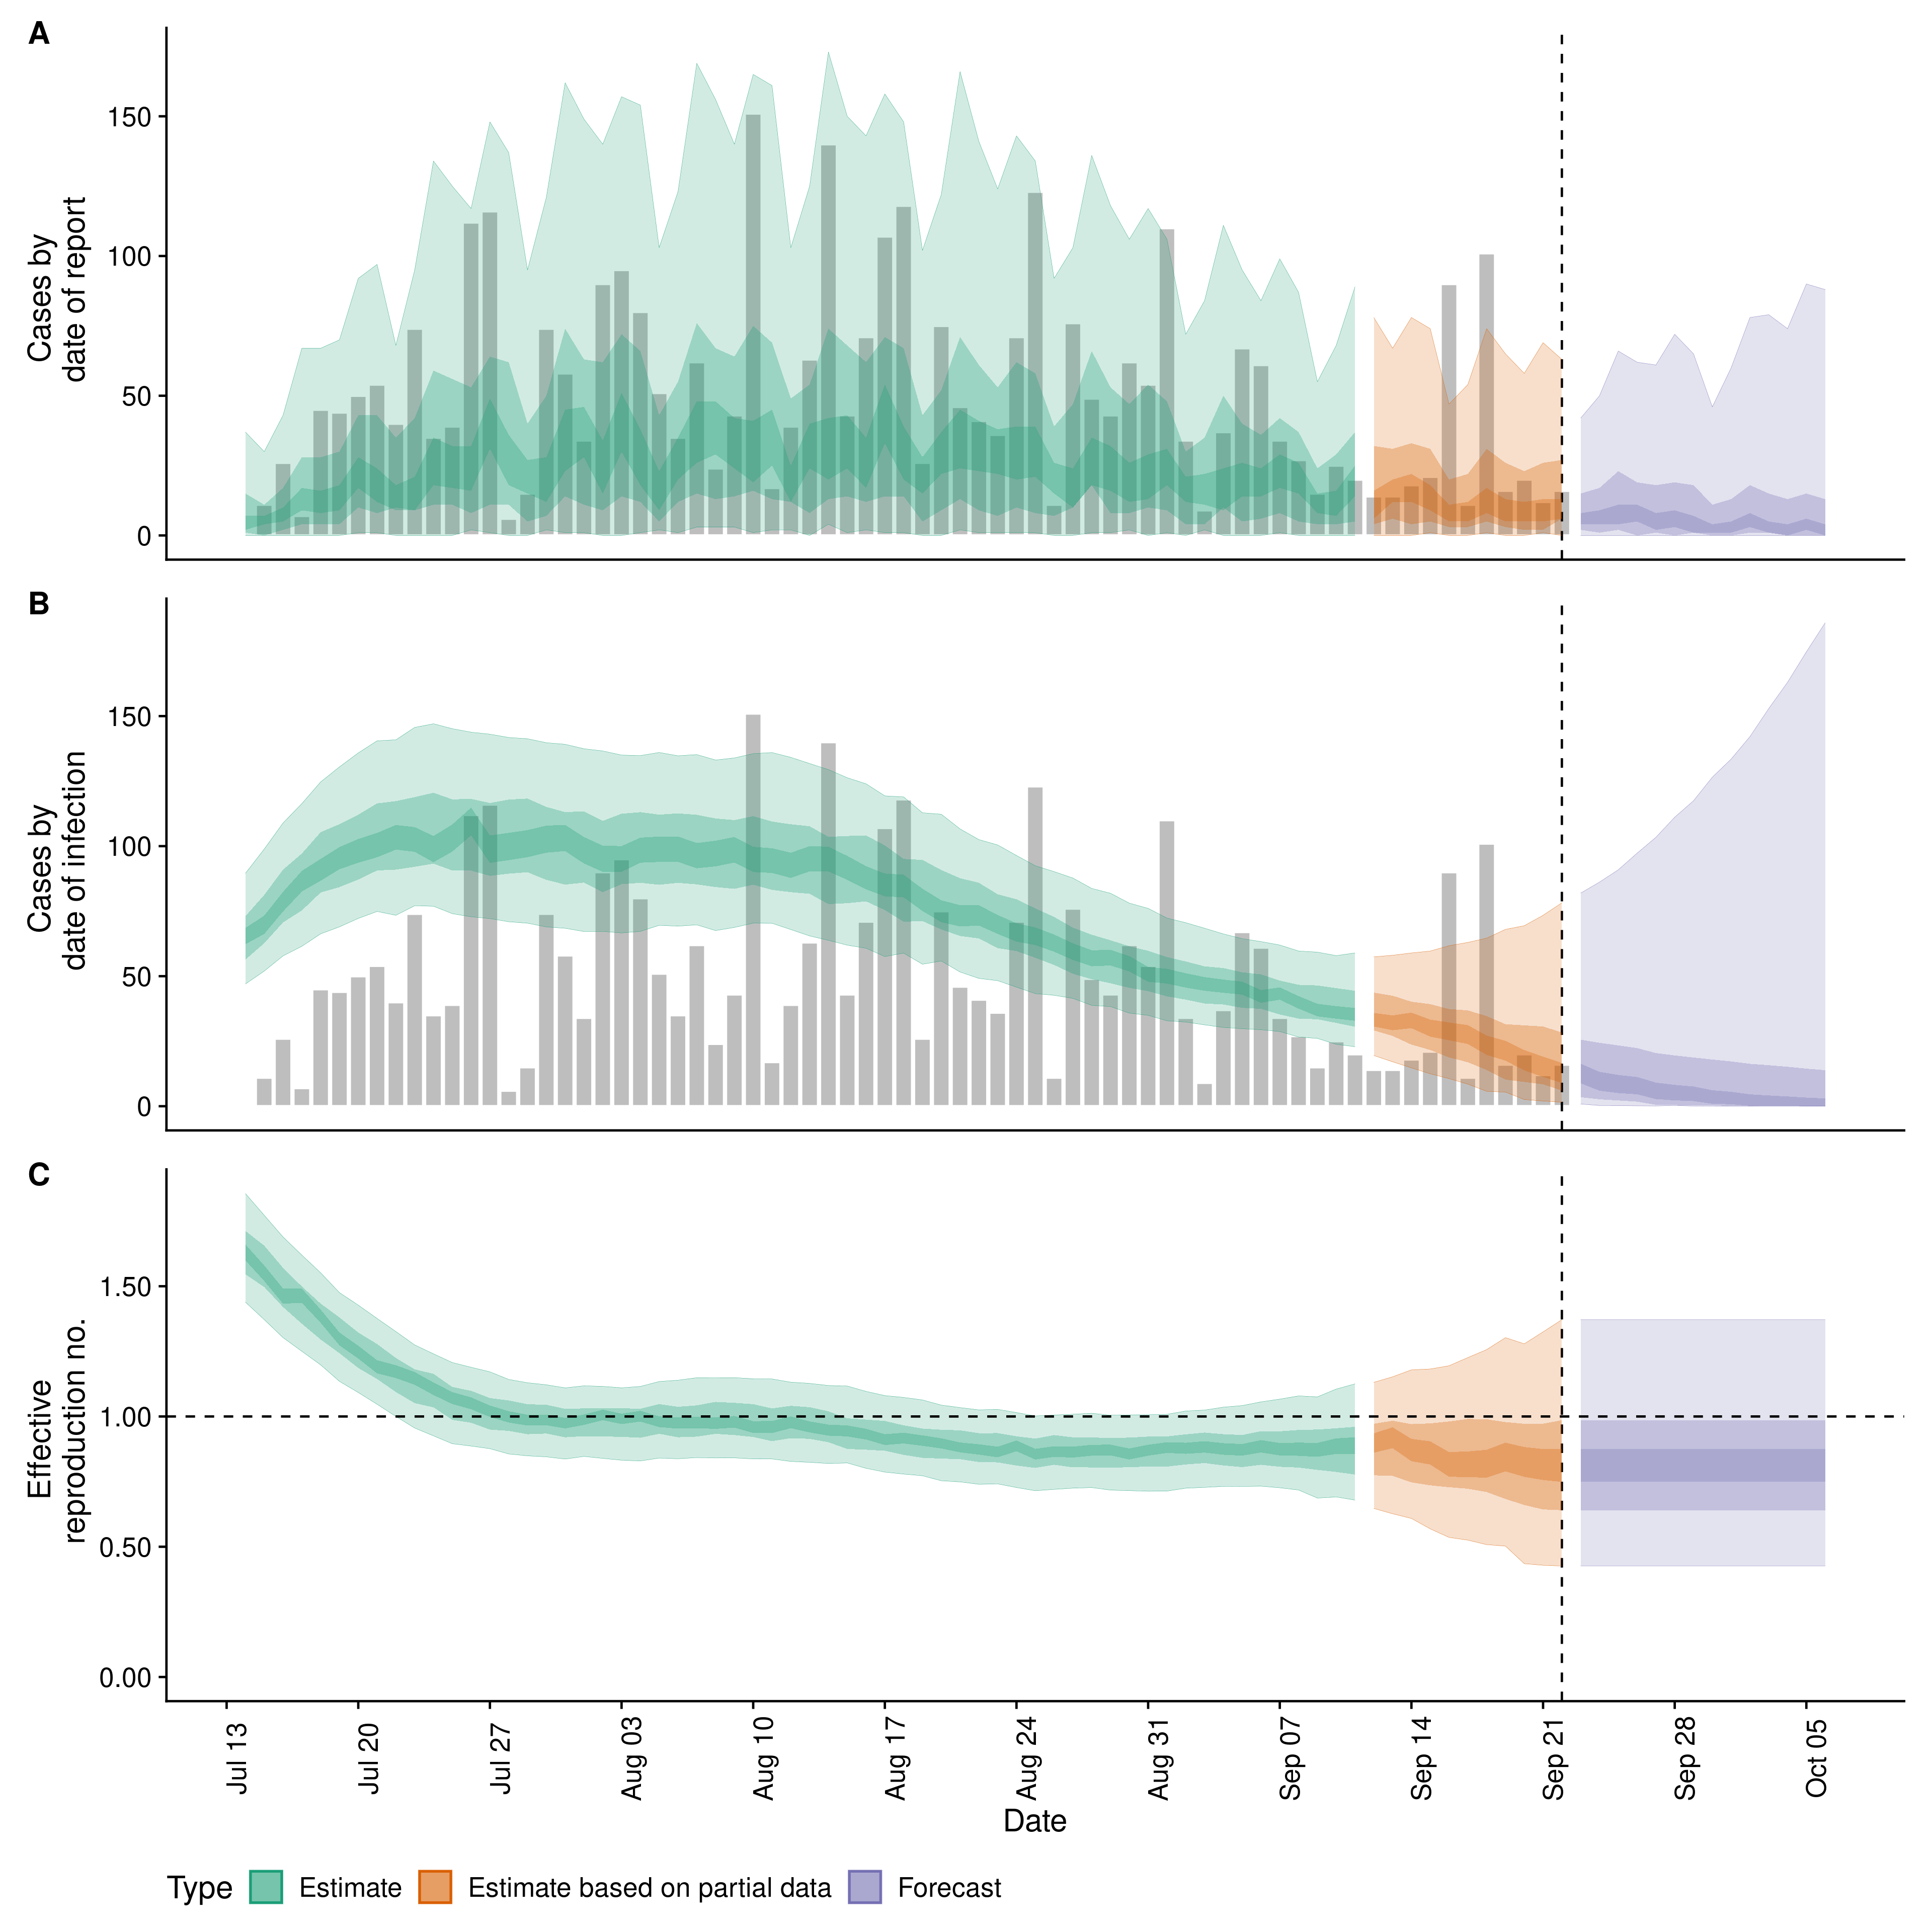 A
Cases by
date of report
150
100
50
0
B
Cases by
date of infection
150
100
50
0
C
Effective
reproduction no.
1.50
1.00
0.50
0.00
Jul 13
Jul 20
Jul 27
Aug 03
Aug 10
Aug 17
Aug 24
Aug 31
Sep 07
Sep 14
Sep 21
Sep 28
Oct 05
Date
Type Estimate Estimate based on partial data Forecast